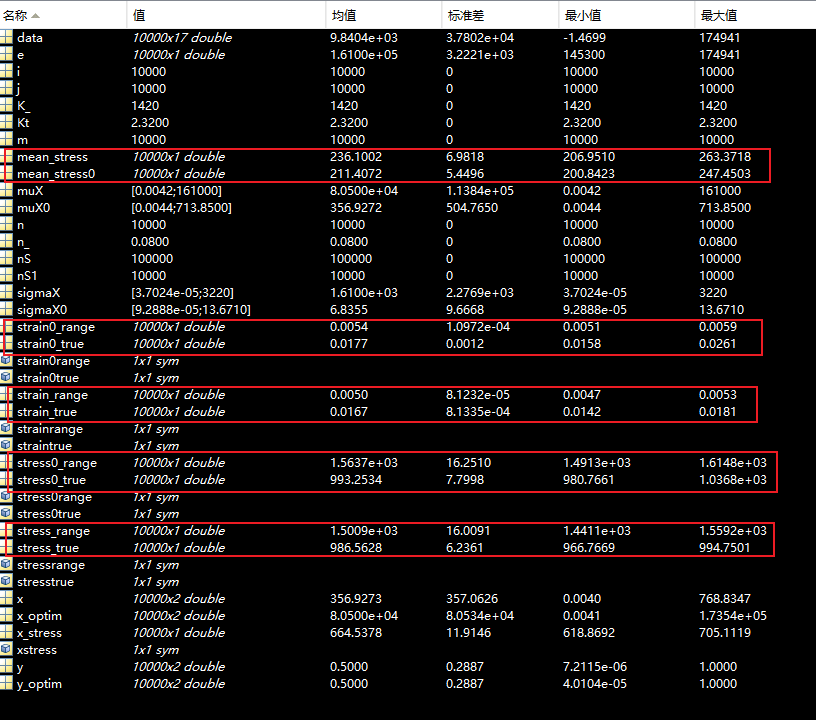 名称 值 均值 标准差 最小值 最大值
data 10000x17 double 9.8404e+03 3.7802e+04 -1.4699 174941
e 10000x1 double 1.6100e+05 3.2221e+03 145300 174941
i 10000 10000 0 10000 10000
j 10000 10000 0 10000 10000
K_ 1420 1420 0 1420 1420
Kt 2.3200 2.3200 0 2.3200 2.3200
m 10000 10000 0 10000 10000
mean_stress 10000x1 double 236.1002 6.9818 206.9510 263.3718
mean_stress0 10000x1 double 211.4072 5.4496 200.8423 247.4503
muX [0.0042;161000] 8.0500e+04 1.1384e+05 0.0042 161000
muX0 [0.0044;713.8500] 356.9272 504.7650 0.0044 713.8500
n 10000 10000 0 10000 10000
n_ 0.0800 0.0800 0 0.0800 0.0800
nS 100000 100000 0 100000 100000
nS1 10000 10000 0 10000 10000
sigmaX [3.7024e-05;3220] 1.6100e+03 2.2769e+03 3.7024e-05 3220
sigmaX0 [9.2888e-05;13.6710] 6.8355 9.6668 9.2888e-05 13.6710
strain0_range 10000x1 double 0.0054 1.0972e-04 0.0051 0.0059
strain0_true 10000x1 double 0.0177 0.0012 0.0158 0.0261
strain0range 1x1 sym
strain0true 1x1 sym
strain_range 10000x1 double 0.0050 8.1232e-05 0.0047 0.0053
strain_true 10000x1 double 0.0167 8.1335e-04 0.0142 0.0181
strainrange 1x1 sym
straintrue 1x1 sym
stress0_range 10000x1 double 1.5637e+03 16.2510 1.4913e+03 1.6148e+03
stress0_true 10000x1 double 993.2534 7.7998 980.7661 1.0368e+03
stress0range 1x1 sym
stress0true 1x1 sym
stress_range 10000x1 double 1.5009e+03 16.0091 1.4411e+03 1.5592e+03
stress_true 10000x1 double 986.5628 6.2361 966.7669 994.7501
stressrange 1x1 sym
stresstrue 1x1 sym
x 10000x2 double 356.9273 357.0626 0.0040 768.8347
x_optim 10000x2 double 8.0500e+04 8.0534e+04 0.0041 1.7354e+05
x_stress 10000x1 double 664.5378 11.9146 618.8692 705.1119
xstress 1x1 sym
y 10000x2 double 0.5000 0.2887 7.2115e-06 1.0000
y_optim 10000x2 double 0.5000 0.2887 4.0104e-05 1.0000